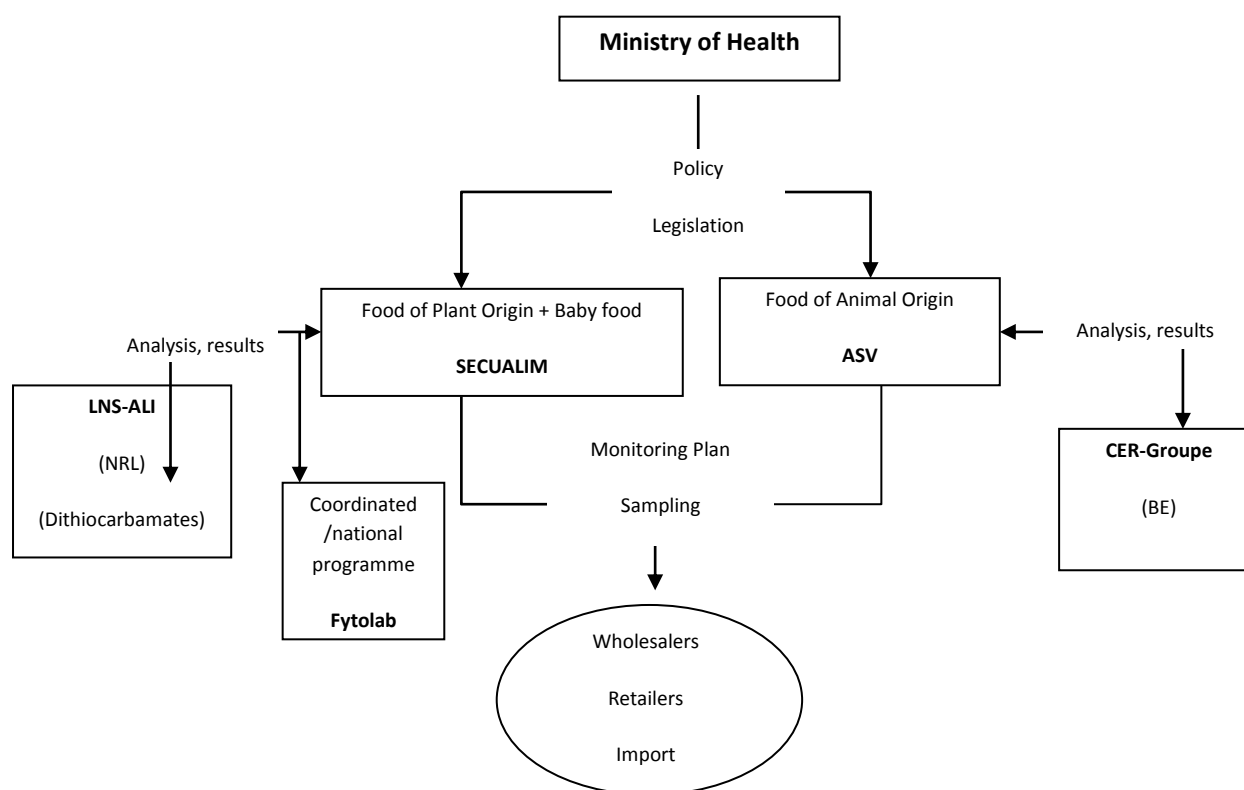 Ministry of Health
Policy
Legislation
Food of Plant Origin + Baby food
SECUALIM
Food of Animal Origin
ASV
Analysis, results
Analysis, results
LNS-ALI
(NRL)
(Dithiocarbamates)
Coordinated
/national
programme
Fytolab
Monitoring Plan
Sampling
CER-Groupe
(BE)
Wholesalers
Retailers
Import